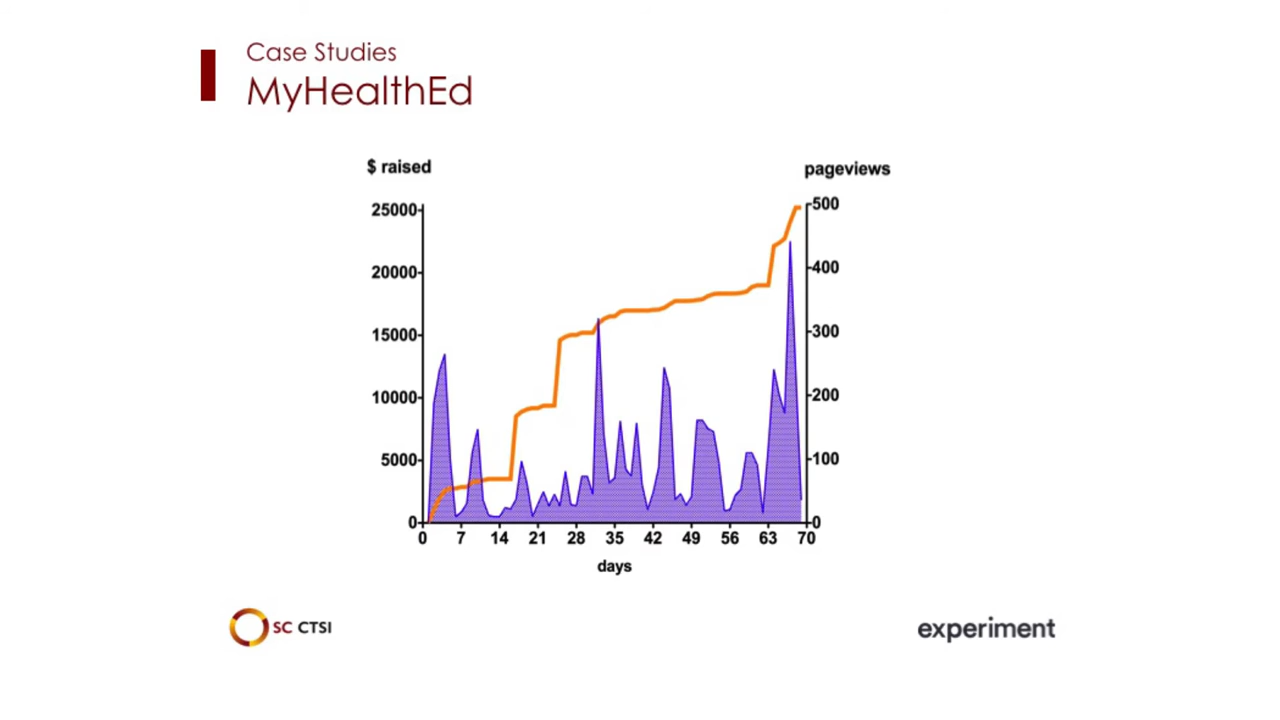 Case Studies
MyHealthEd
$ raised
pageviews
25000
20000
15000
10000
5000
0
500
400
300
200
100
0
0 7 14 21 28 35 42 49 56 63 70
days
SC CTSI
experiment